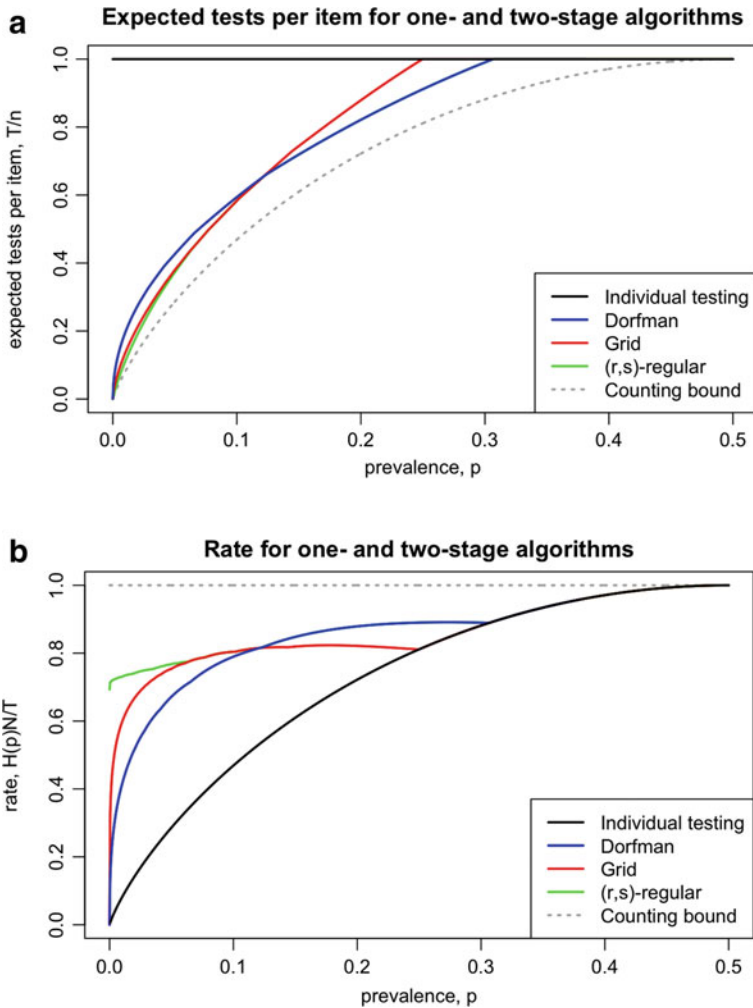 a
Expected tests per item for one- and two-stage algorithms
expected tests per item, T/n
1.0
0.8
0.6
0.4
0.2
0.0
Individual testing
Dorfman
Grid
(r,s)-regular
Counting bound
0.0 0.1 0.2 0.3 0.4 0.5
prevalence, p
b
Rate for one- and two-stage algorithms
rate, H(p)N/T
1.0
0.8
0.6
0.4
0.2
0.0
Individual testing
Dorfman
Grid
(r,s)-regular
Counting bound
0.0 0.1 0.2 0.3 0.4 0.5
prevalence, p